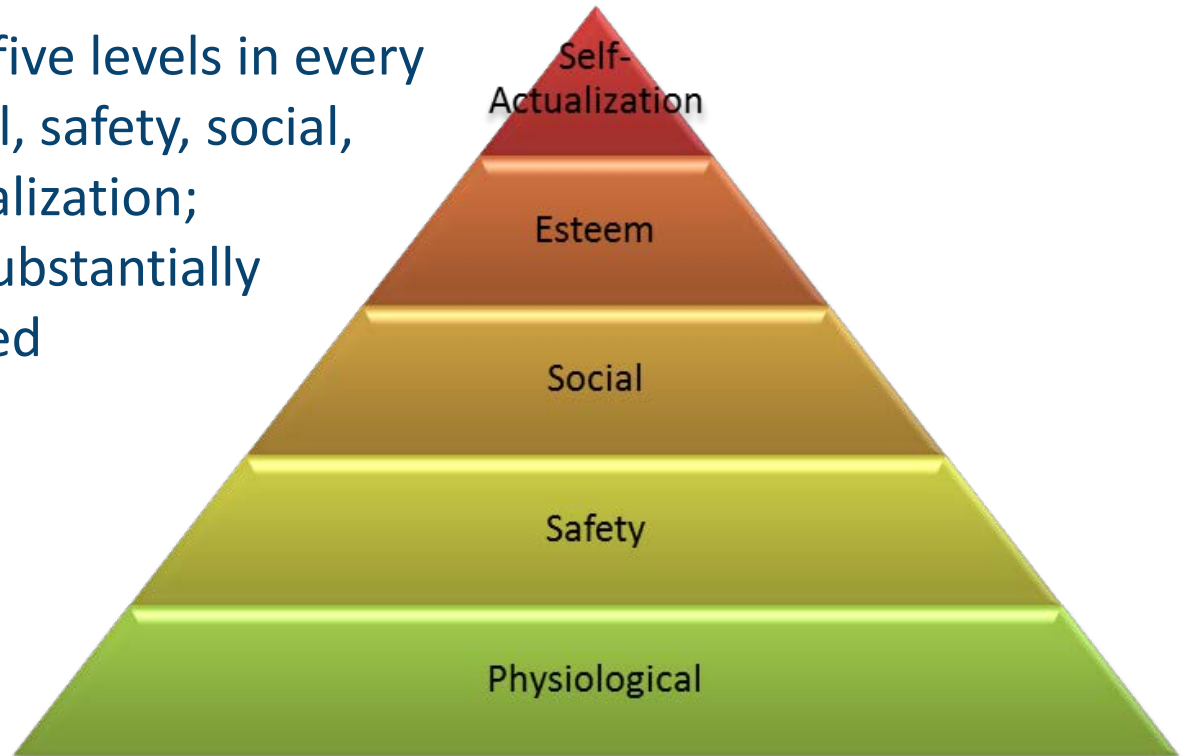 five levels in every
l, safety, social,
alization;
ubstantially
ed
Self-
Actualization
Esteem
Social
Safety
Physiological